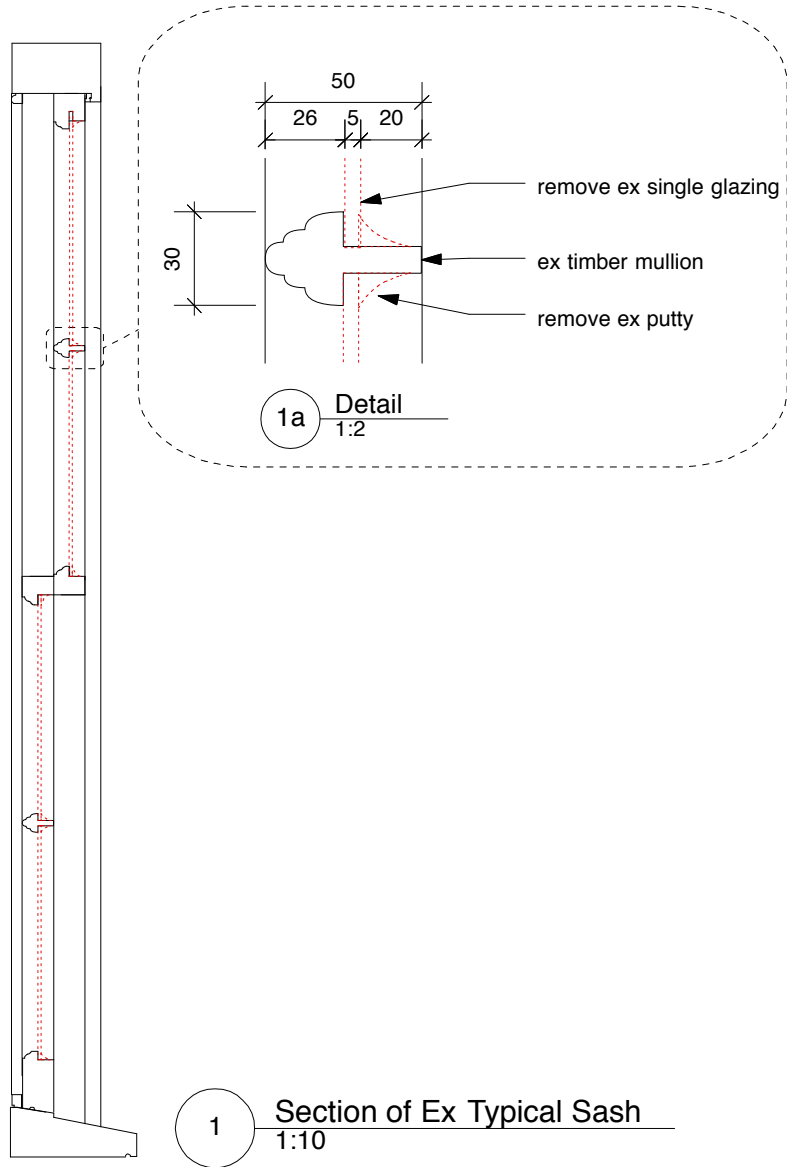 50
26 5 20
remove ex single glazing
30
ex timber mullion
remove ex putty
1a Detail
1:2
1 Section of Ex Typical Sash
1:10